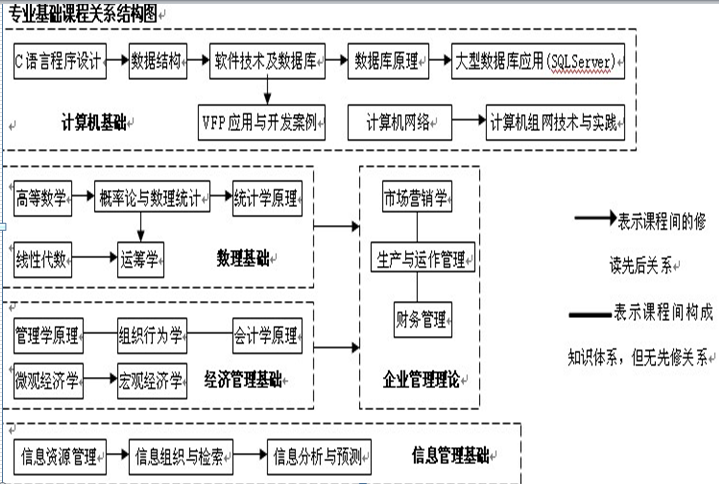 专业基础课程关系结构图
C语言程序设计
数据结构
软件技术及数据库
数据库原理
大型数据库应用(SQLServer)
计算机基础
VFP应用与开发案例
计算机网络
计算机组网技术与实践
高等数学
概率论与数理统计
统计学原理
线性代数
运筹学
数理基础
管理学原理
组织行为学
会计学原理
微观经济学
宏观经济学
经济管理基础
市场营销学
生产与运作管理
财务管理
企业管理理论
表示课程间的修
读先后关系
表示课程间构成
知识体系，但无先修关系
信息资源管理
信息组织与检索
信息分析与预测
信息管理基础